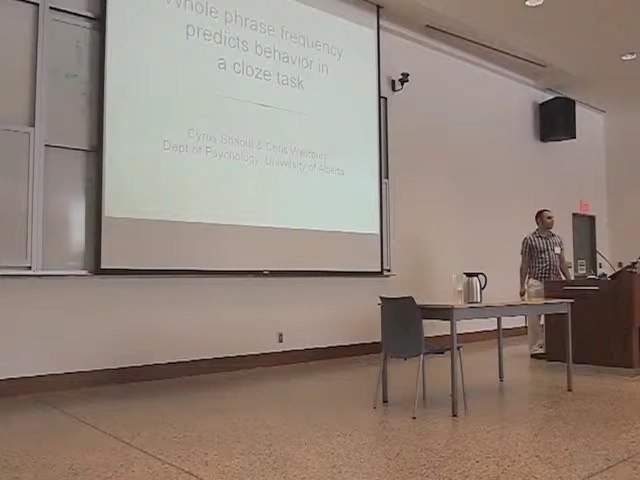 Whole phrase frequency
predicts behavior in
a cloze task
Cyrus Shaoul & Chris Westbury
Dept of Psychology, University of Alberta